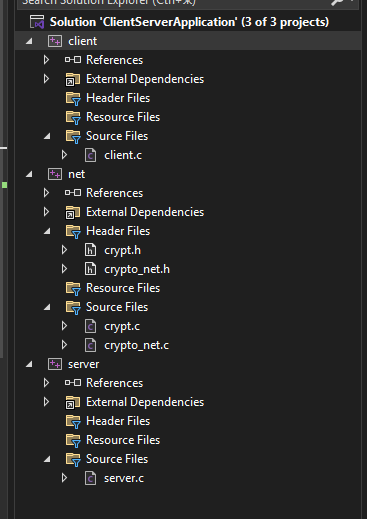 Search Solution Explorer (Ctrl+ж)
Solution 'ClientServerApplication' (3 of 3 projects)
client
References
External Dependencies
Header Files
Resource Files
Source Files
client.c
net
References
External Dependencies
Header Files
crypt.h
crypto_net.h
Resource Files
Source Files
crypt.c
crypto_net.c
server
References
External Dependencies
Header Files
Resource Files
Source Files
server.c